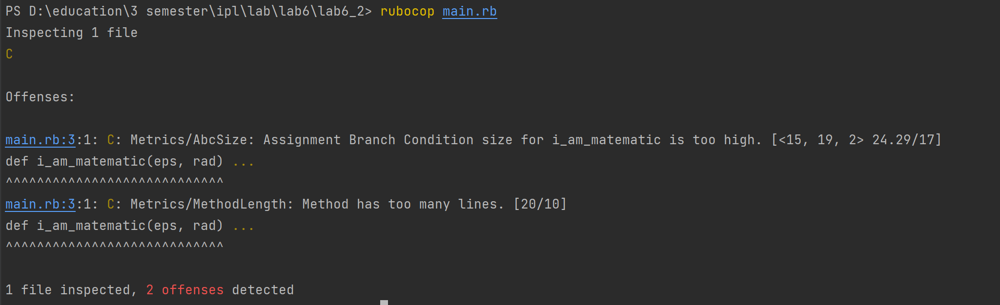 PS D:\education\3 semester\ipl\lab\lab6\lab6_2> rubocop main.rb
Inspecting 1 file
C
Offenses:
main.rb:3:1: C: Metrics/AbcSize: Assignment Branch Condition size for i_am_matematic is too high. [<15, 19, 2> 24.29/17]
def i_am_matematic(eps, rad) ...
^^^^^^^^^^^^^^^^^^^^^^^^^^^^
main.rb:3:1: C: Metrics/MethodLength: Method has too many lines. [20/10]
def i_am_matematic(eps, rad) ...
^^^^^^^^^^^^^^^^^^^^^^^^^^^^
1 file inspected, 2 offenses detected